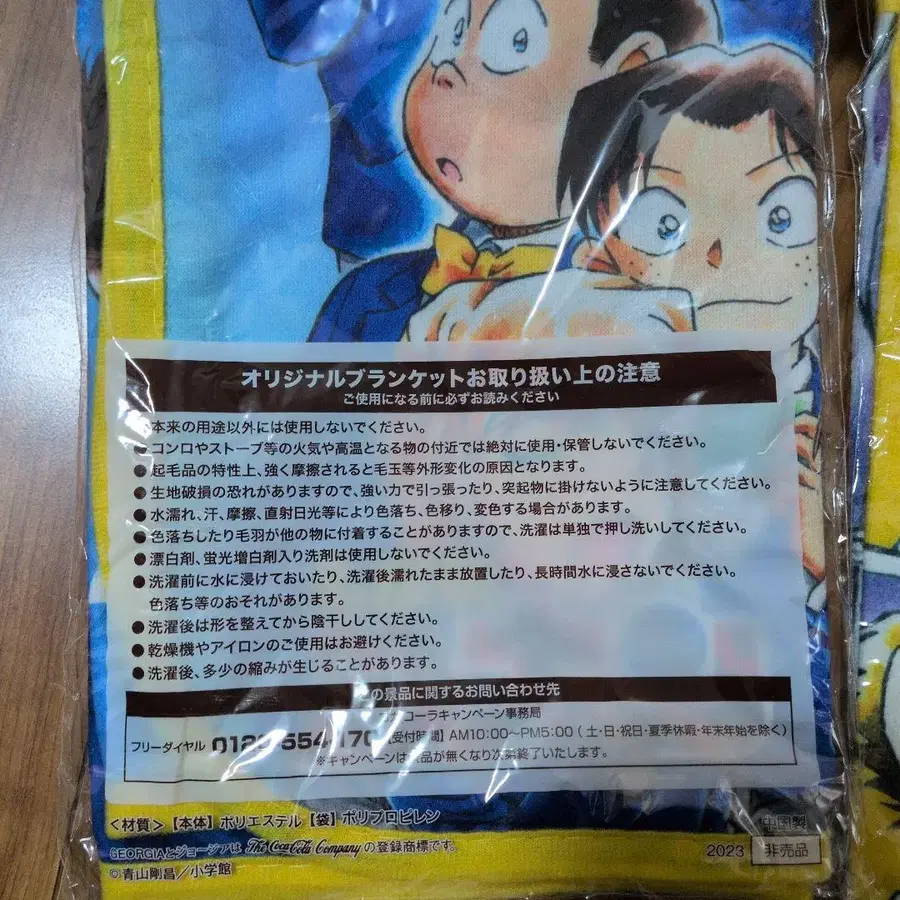 オリジナルブランケットお取り扱い上の注意
ご使用になる前に必ずお読みください
本来の用途以外には使用しないでください。
●コンロやストーブ等の火気や高温となる物の付近では絶対に使用・保管しないでください。
●起毛品の特性上、強く摩擦されると毛玉等外形変化の原因となります。
●生地破損の恐れがありますので、強い力で引っ張ったり、突起物に掛けないように注意してください。
●水濡れ、汗、摩擦、直射日光等により色落ち、色移り、変色する場合があります。
●色落ちしたり毛羽が他の物に付着することがありますので、洗濯は単独で押し洗いしてください。
●漂白剤、蛍光増白剤入り洗剤は使用しないでください。
●洗濯前に水に浸けておいたり、洗濯後濡れたまま放置したり、長時間水に浸さないでください。
色落ち等のおそれがあります。
●洗濯後は形を整えてから陰干ししてください。
●乾燥機やアイロンのご使用はお避けください。
●洗濯後、多少の縮みが生じることがあります。
の景品に関するお問い合わせ先
コーラキャンペーン事務局
フリーダイヤル 【受付時間】AM10:00〜PM5:00(土・日・祝日・夏季休暇・年末年始を除く)
※キャンペーンは景品が無くなり次第終了いたします。
<材質>【本体】ポリエステル【袋】ポリプロピレン
GEORGIAとジョージアは The Coca-Cola Company の登録商標です。
©青山剛昌/小学館
中国製
2023 非売品